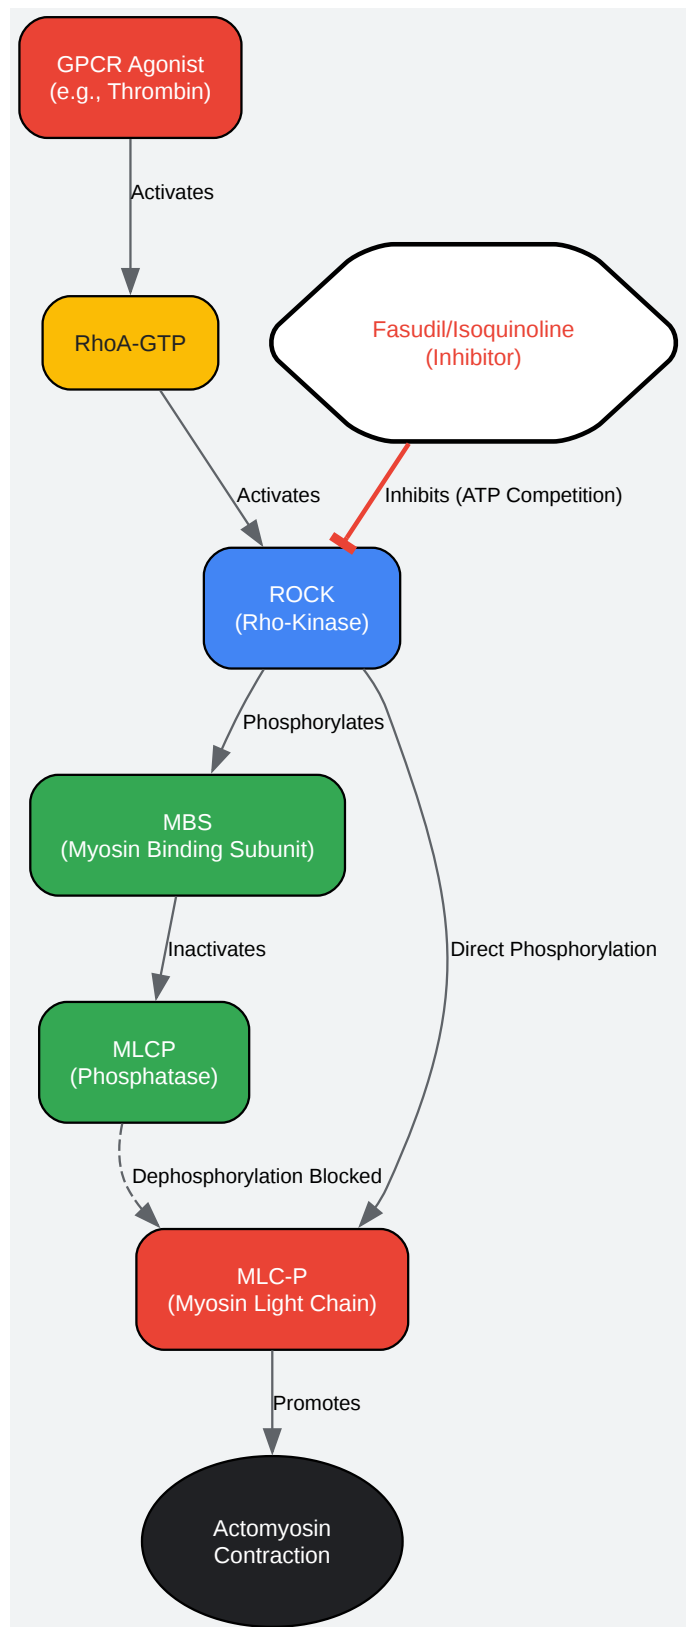 GPCR Agonist
(e.g., Thrombin)
Activates
RhoA-GTP
Fasudil/Isoquinoline
(Inhibitor)
Activates
Inhibits (ATP Competition)
ROCK
(Rho-Kinase)
Phosphorylates
MBS
(Myosin Binding Subunit)
Inactivates
Direct Phosphorylation
MLCP
(Phosphatase)
Dephosphorylation Blocked
MLC-P
(Myosin Light Chain)
Promotes
Actomyosin
Contraction